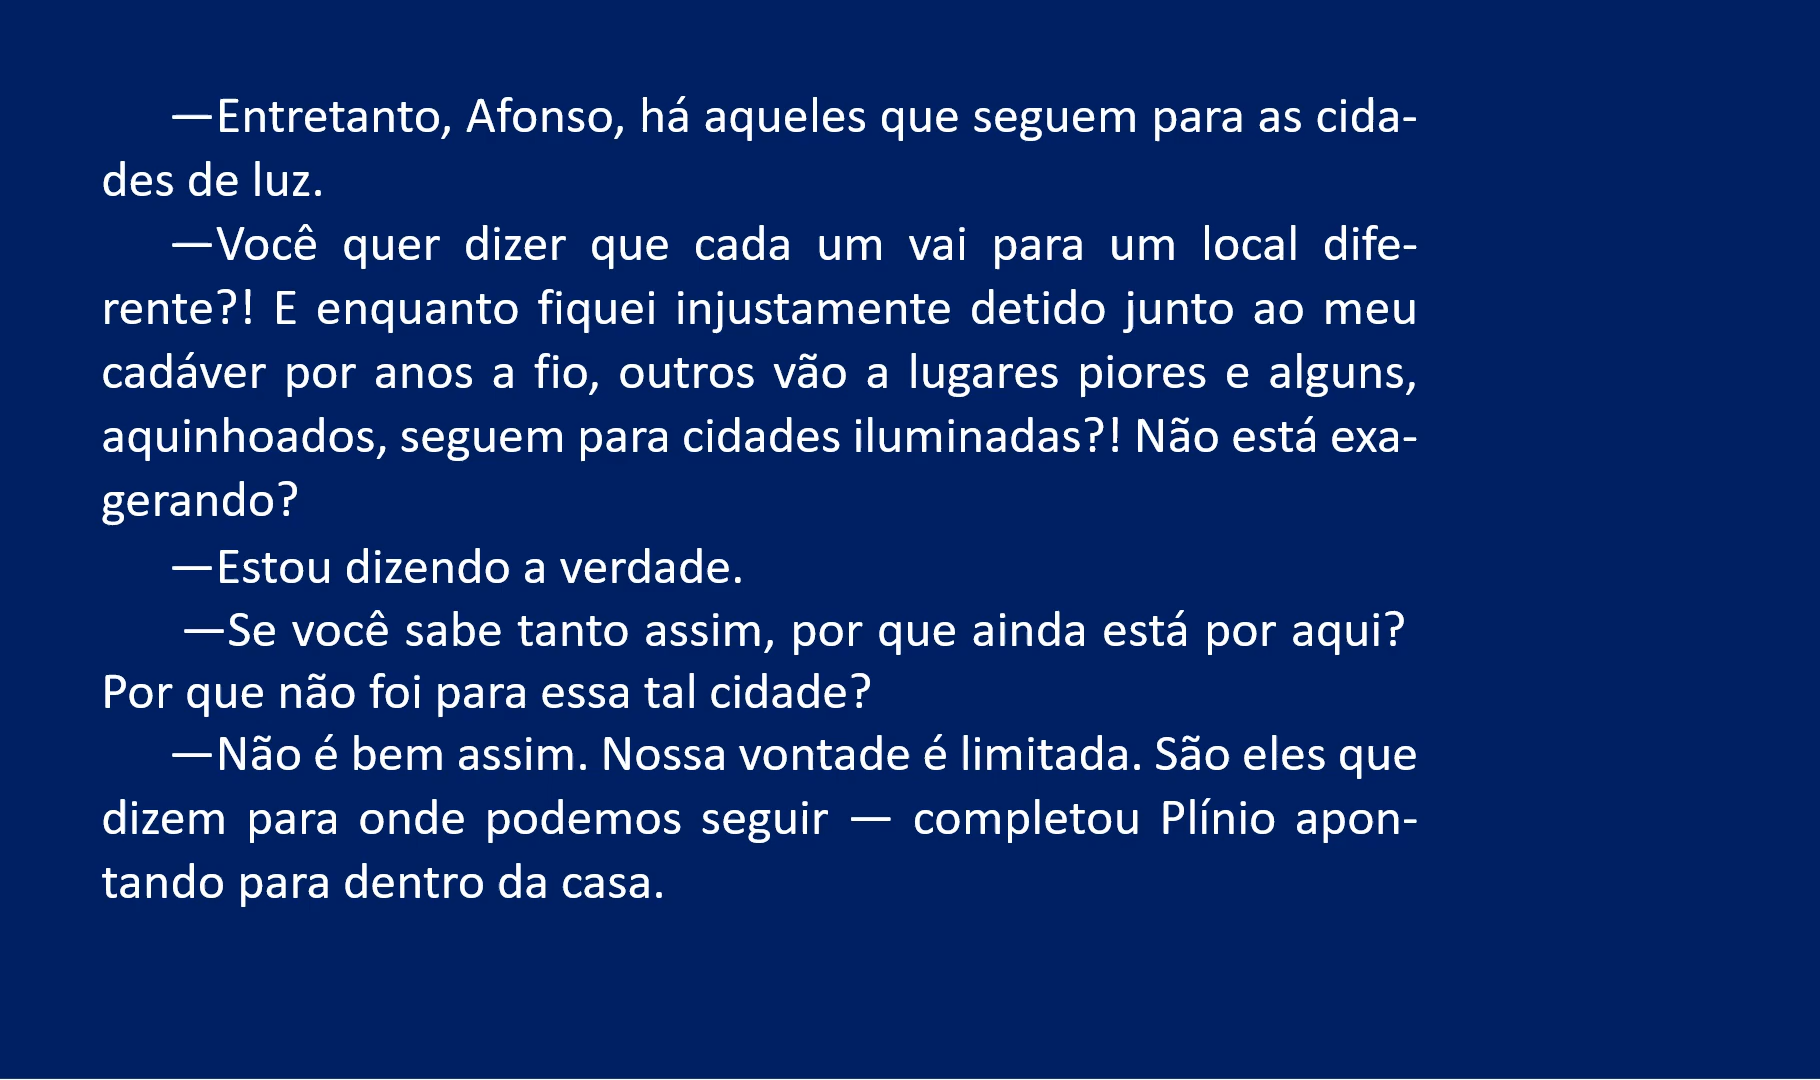 —Entretanto, Afonso, há aqueles que seguem para as cida-
des de luz.
—Você quer dizer que cada um vai para um local dife-
rente?! E enquanto fiquei injustamente detido junto ao meu
cadáver por anos a fio, outros vão a lugares piores e alguns,
aquinhoados, seguem para cidades iluminadas?! Não está exa-
gerando?
—Estou dizendo a verdade.
—Se você sabe tanto assim, por que ainda está por aqui?
Por que não foi para essa tal cidade?
—Não é bem assim. Nossa vontade é limitada. São eles que
dizem para onde podemos seguir — completou Plínio apon-
tando para dentro da casa.